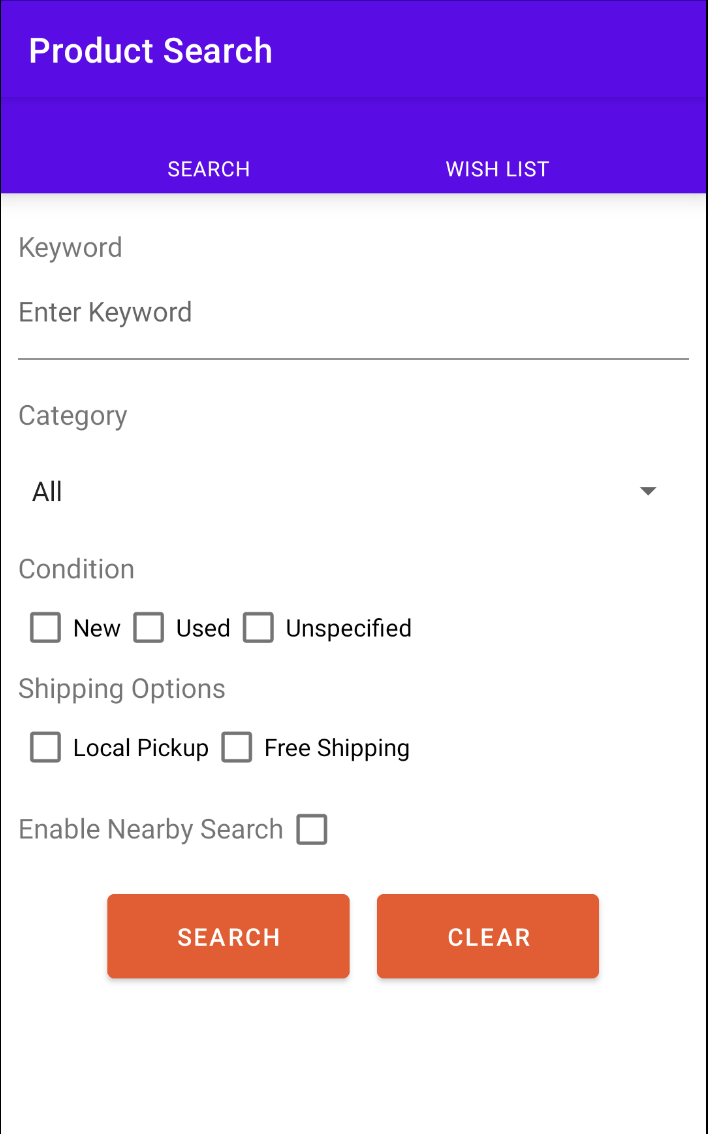 Product Search
SEARCH WISH LIST
Keyword
Enter Keyword
Category
All
Condition
New Used Unspecified
Shipping Options
Local Pickup Free Shipping
Enable Nearby Search
SEARCH CLEAR